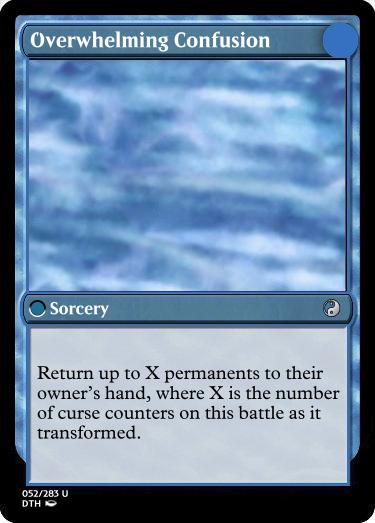 Overwhelming Confusion
Sorcery
Return up to X permanents to their
owner's hand, where X is the number
of curse counters on this battle as it
transformed.
052/283 U
DTH